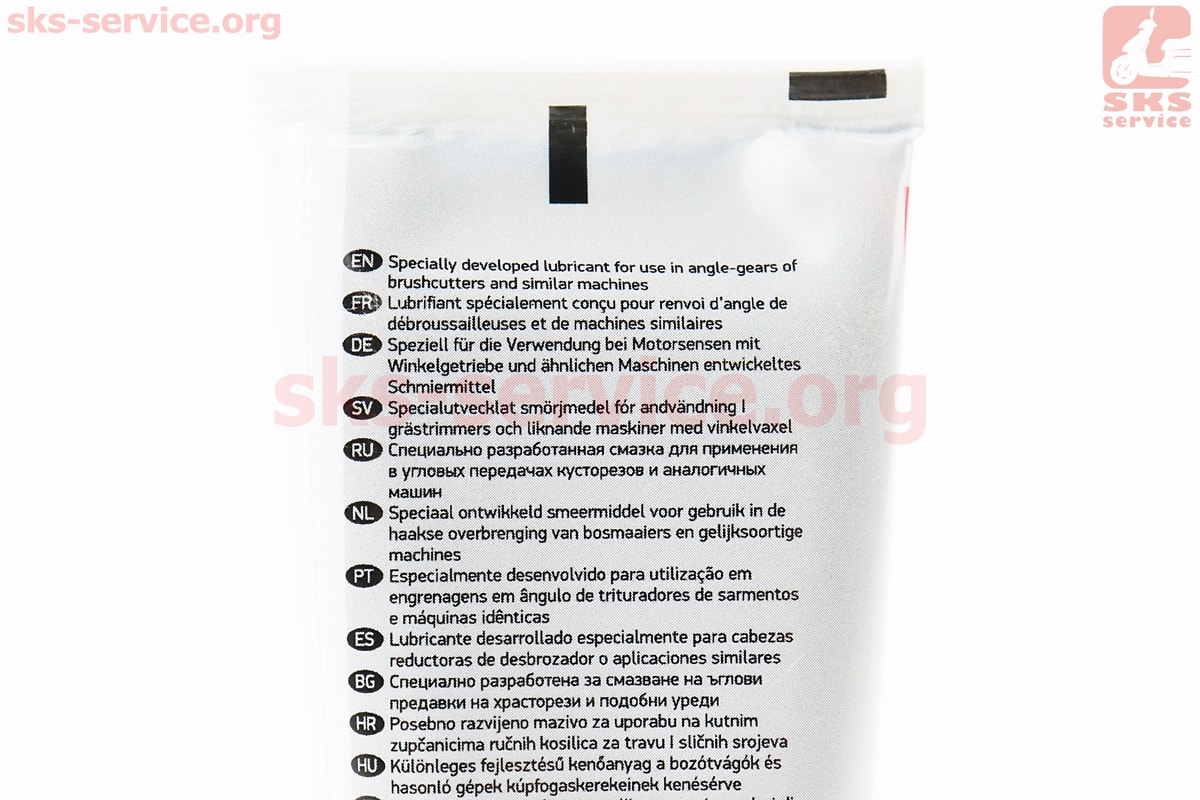 sks-service.org
SKS
service
EN Specially developed lubricant for use in angle-gears of
brushcutters and similar machines
FR Lubrifiant spécialement conçu pour renvoi d'angle de
débroussailleuses et de machines similaires
DE Speziell für die Verwendung bei Motorsensen mit
Winkelgetriebe und ähnlichen Maschinen entwickeltes
Schmiermittel
sks-service.org
SV Specialutvecklat smörjmedel fór andvändning I
grästrimmers och liknande maskiner med vinkelvaxel
RU Специально разработанная смазка для применения
в угловых передачах кусторезов и аналогичных
машин
NL Speciaal ontwikkeld smeermiddel voor gebruik in de
haakse overbrenging van bosmaaiers en gelijksoortige
machines
PT Especialmente desenvolvido para utilização em
engrenagens em ângulo de trituradores de sarmentos
e máquinas idênticas
ES Lubricante desarrollado especialmente para cabezas
reductoras de desbrozador o aplicaciones similares
BG Специално разработена за смазване на ъглови
предавки на храсторези и подобни уреди
HR Posebno razvijeno mazivo za uporabu na kutnim
zupčanicima ručnih kosilica za travu I sličnih srojeva
HU Különleges fejlesztésű kenőanyag a bozótvágók és
hasonló gépek kúpfogaskerekeinek kenésérve